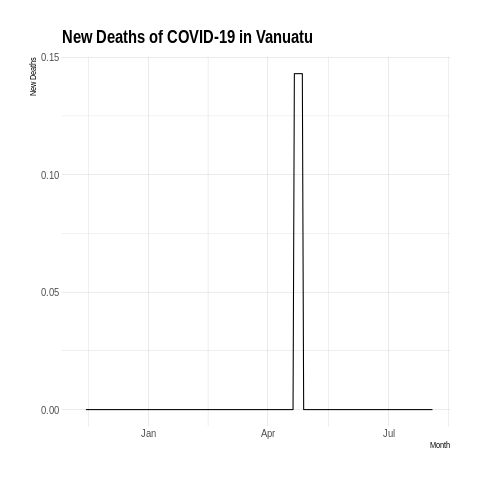 New Deaths of COVID-19 in Vanuatu
New Deaths
0.15
0.10
0.05
0.00
Jan Apr Jul
Month